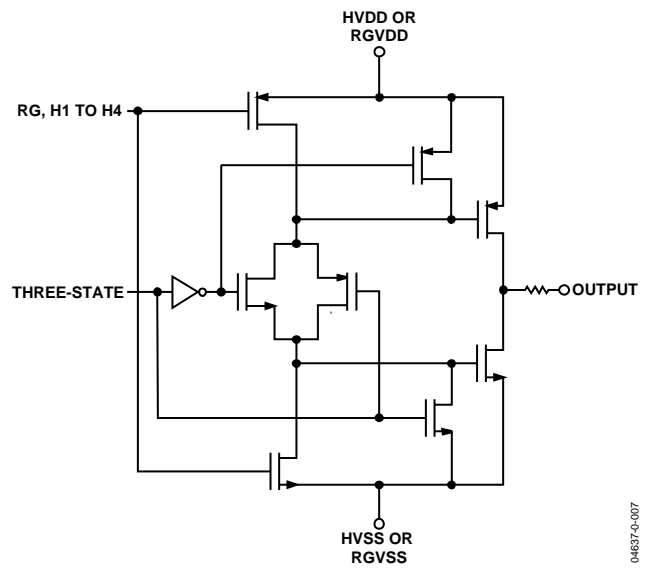 HVDD OR
RGVDD
RG, H1 TO H4
THREE-STATE
OUTPUT
HVSS OR
RGVSS
04637-0-007